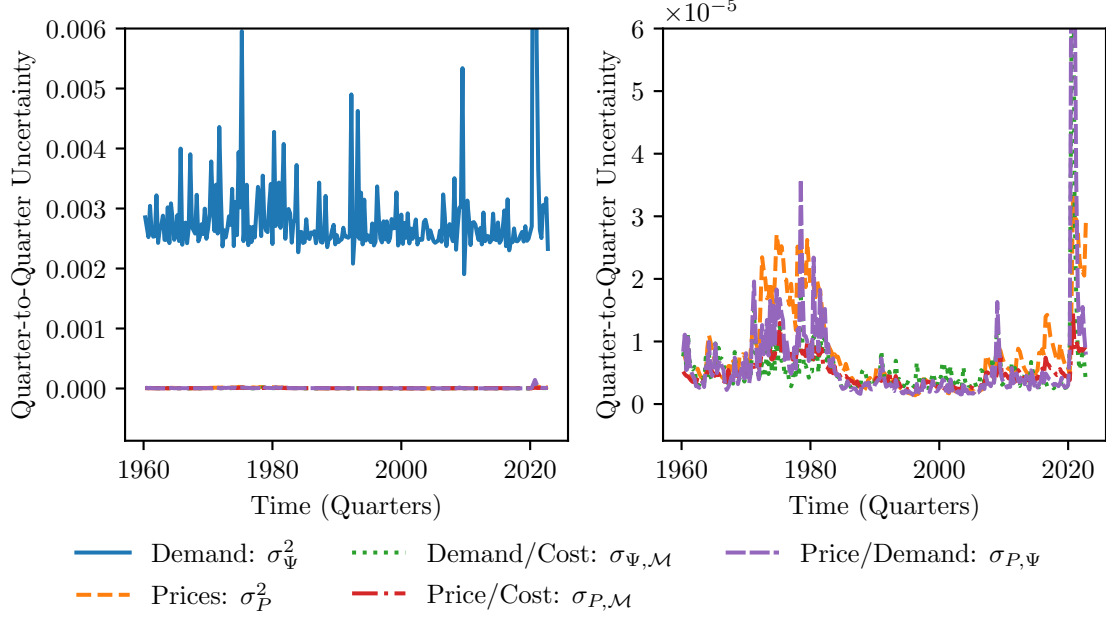 ×10⁻⁵
0.006
0.005
0.004
0.003
0.002
0.001
0.000
Quarter-to-Quarter Uncertainty
1960
1980
2000
2020
Time (Quarters)
6
5
4
3
2
1
0
Quarter-to-Quarter Uncertainty
1960
1980
2000
2020
Time (Quarters)
Demand: σ²_Ψ
Demand/Cost: σ_Ψ,ℳ
Price/Demand: σ_P,Ψ
Prices: σ²_P
Price/Cost: σ_P,ℳ